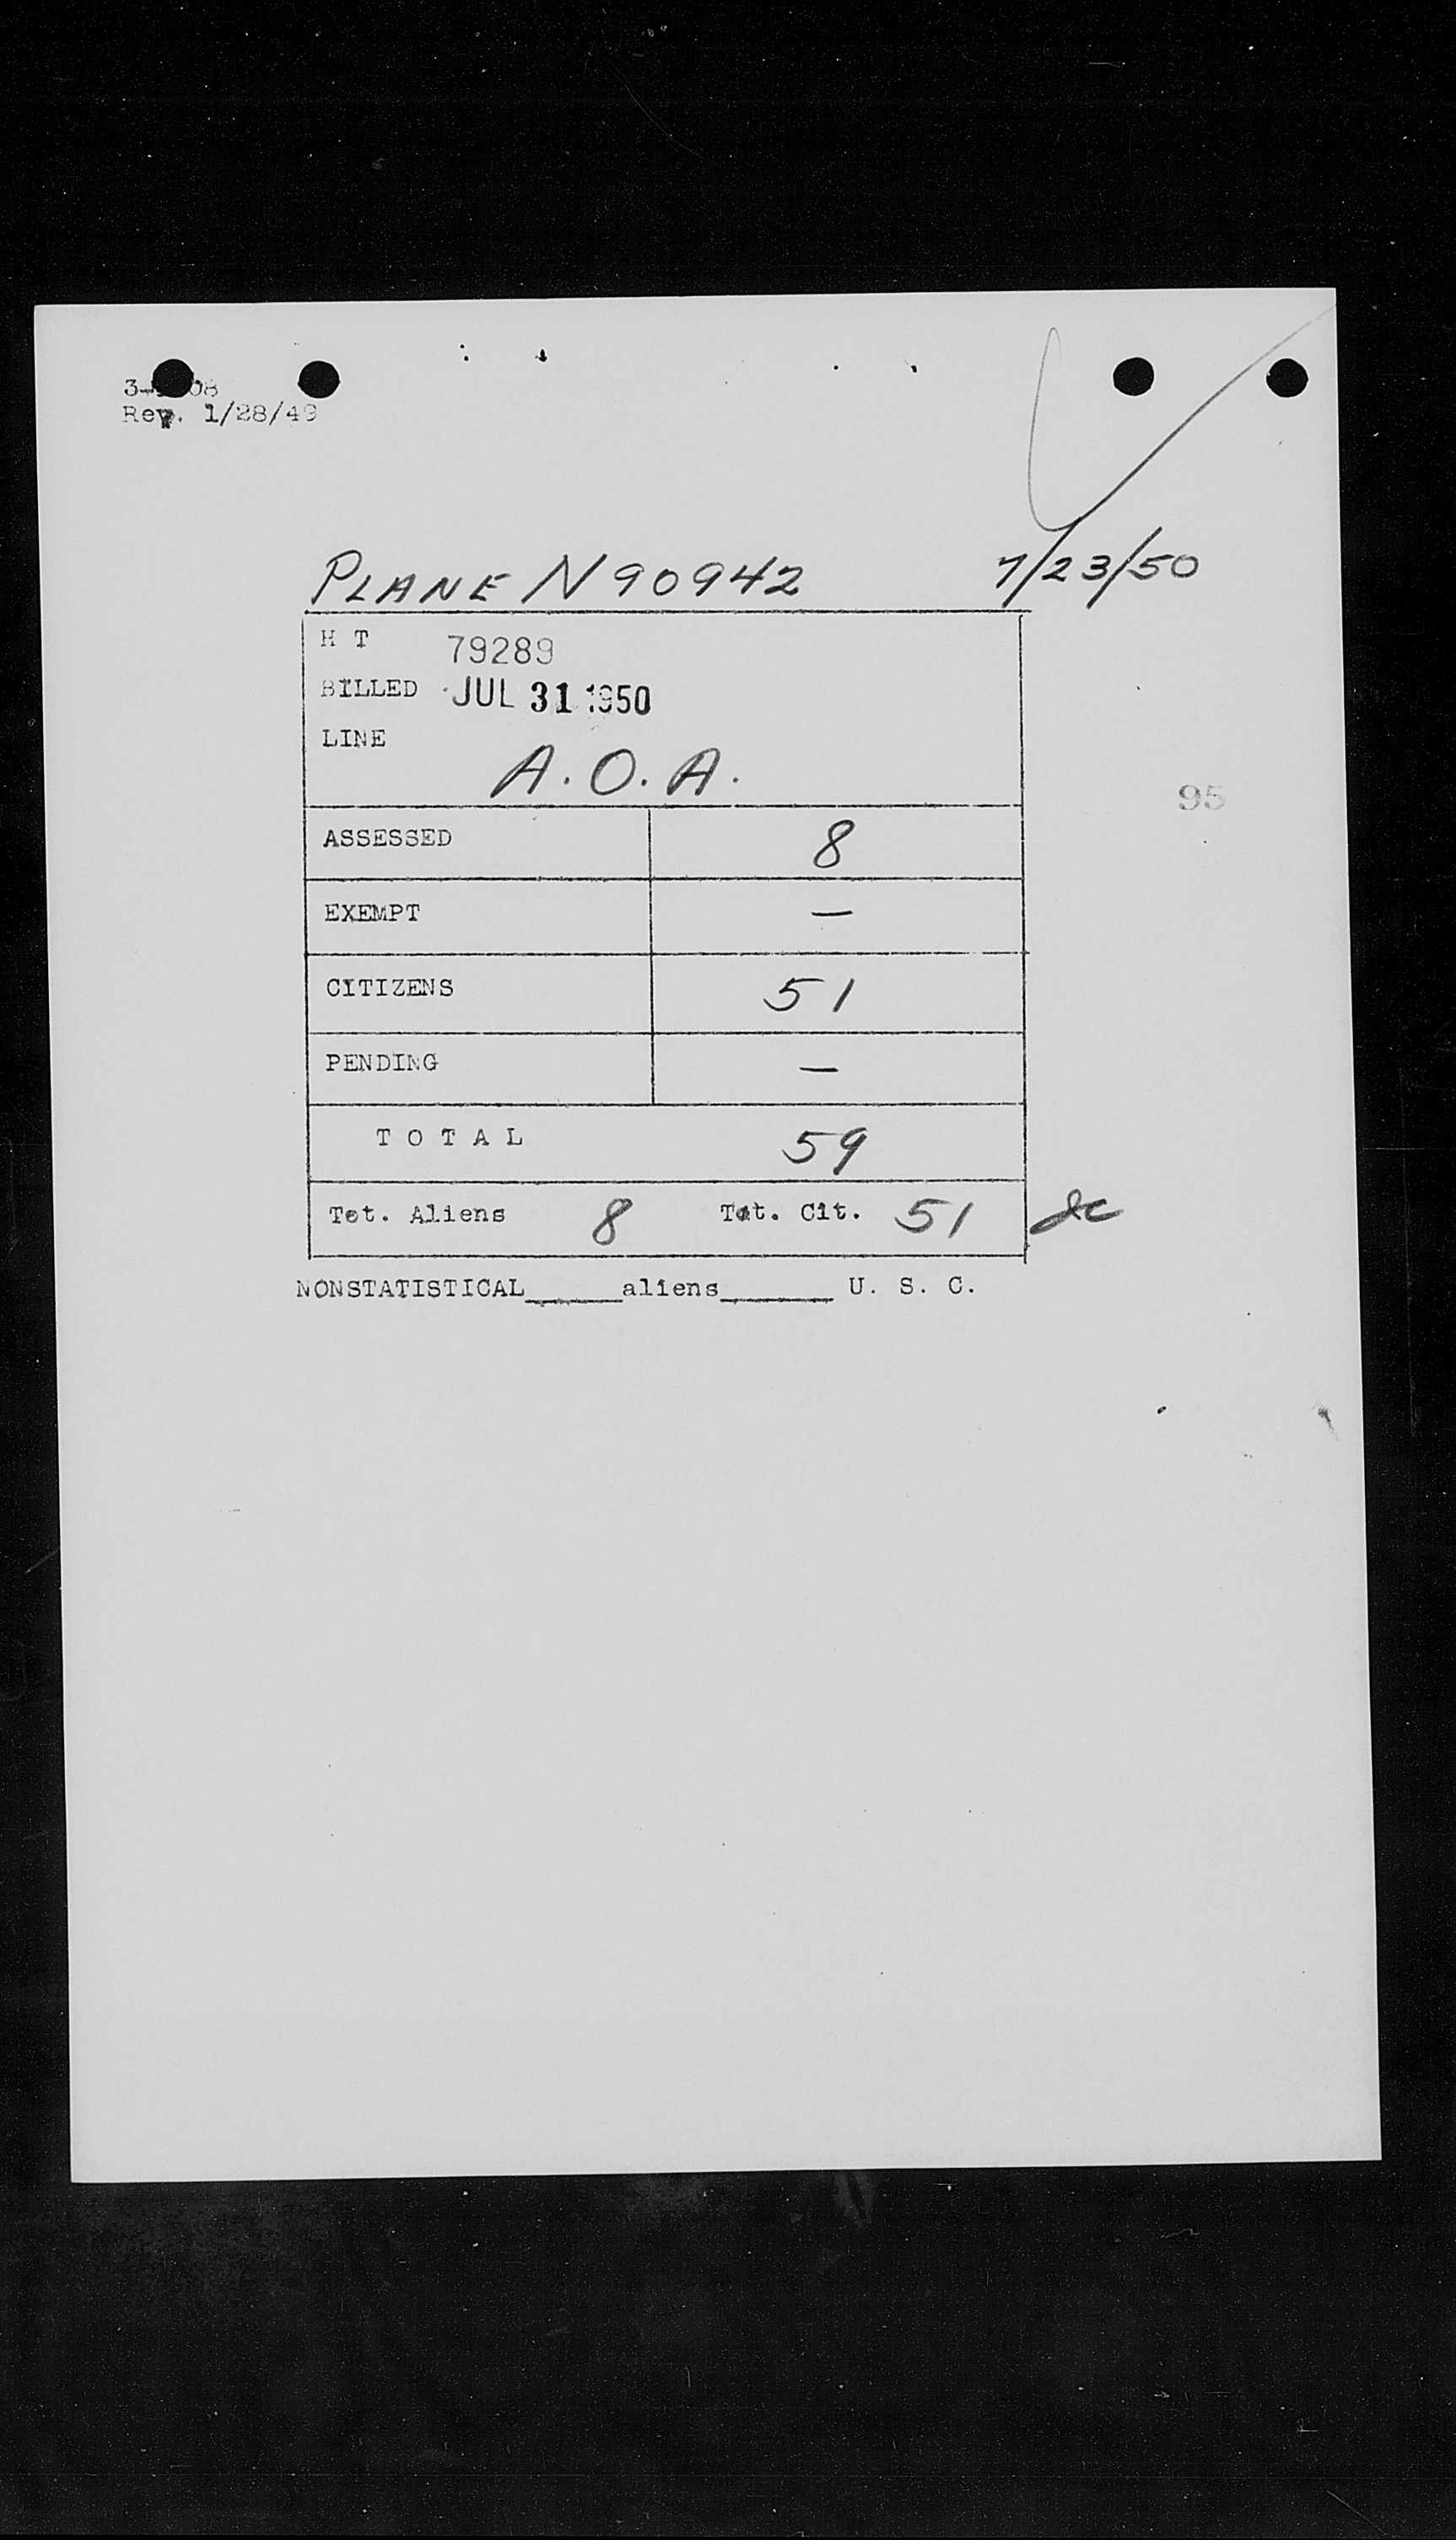 Rev. 1/28/49
PLANE N90942 7/23/50
H T 79289
BILLED JUL 31 1950
LINE
A.O.A.
95
ASSESSED 8
EXEMPT —
CITIZENS 51
PENDING —
T O T A L 59
Tot. Aliens 8 Tot. Cit. 51
NONSTATISTICAL_____aliens______ U. S. C.